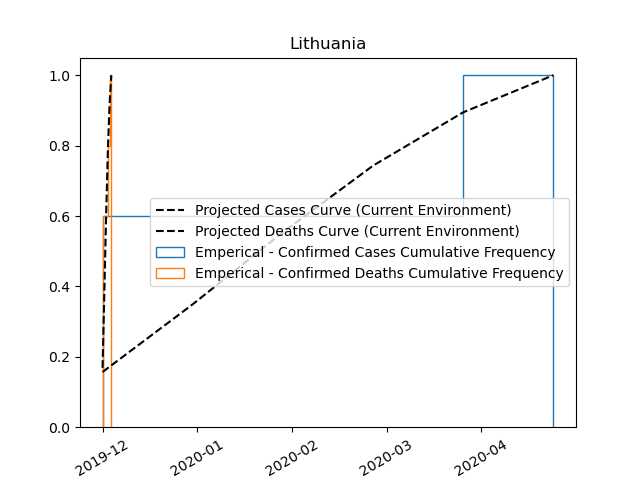 Lithuania
1.0
0.8
0.6
0.4
0.2
0.0
Projected Cases Curve (Current Environment)
Projected Deaths Curve (Current Environment)
Emperical - Confirmed Cases Cumulative Frequency
Emperical - Confirmed Deaths Cumulative Frequency
2019-12
2020-01
2020-02
2020-03
2020-04